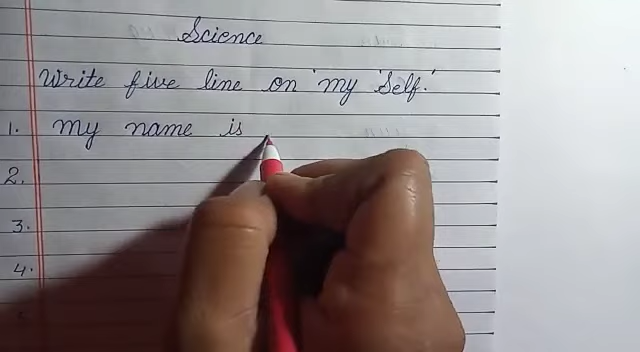 Science
Write five line on 'my self.'
1. My name is
2.
3.
4.